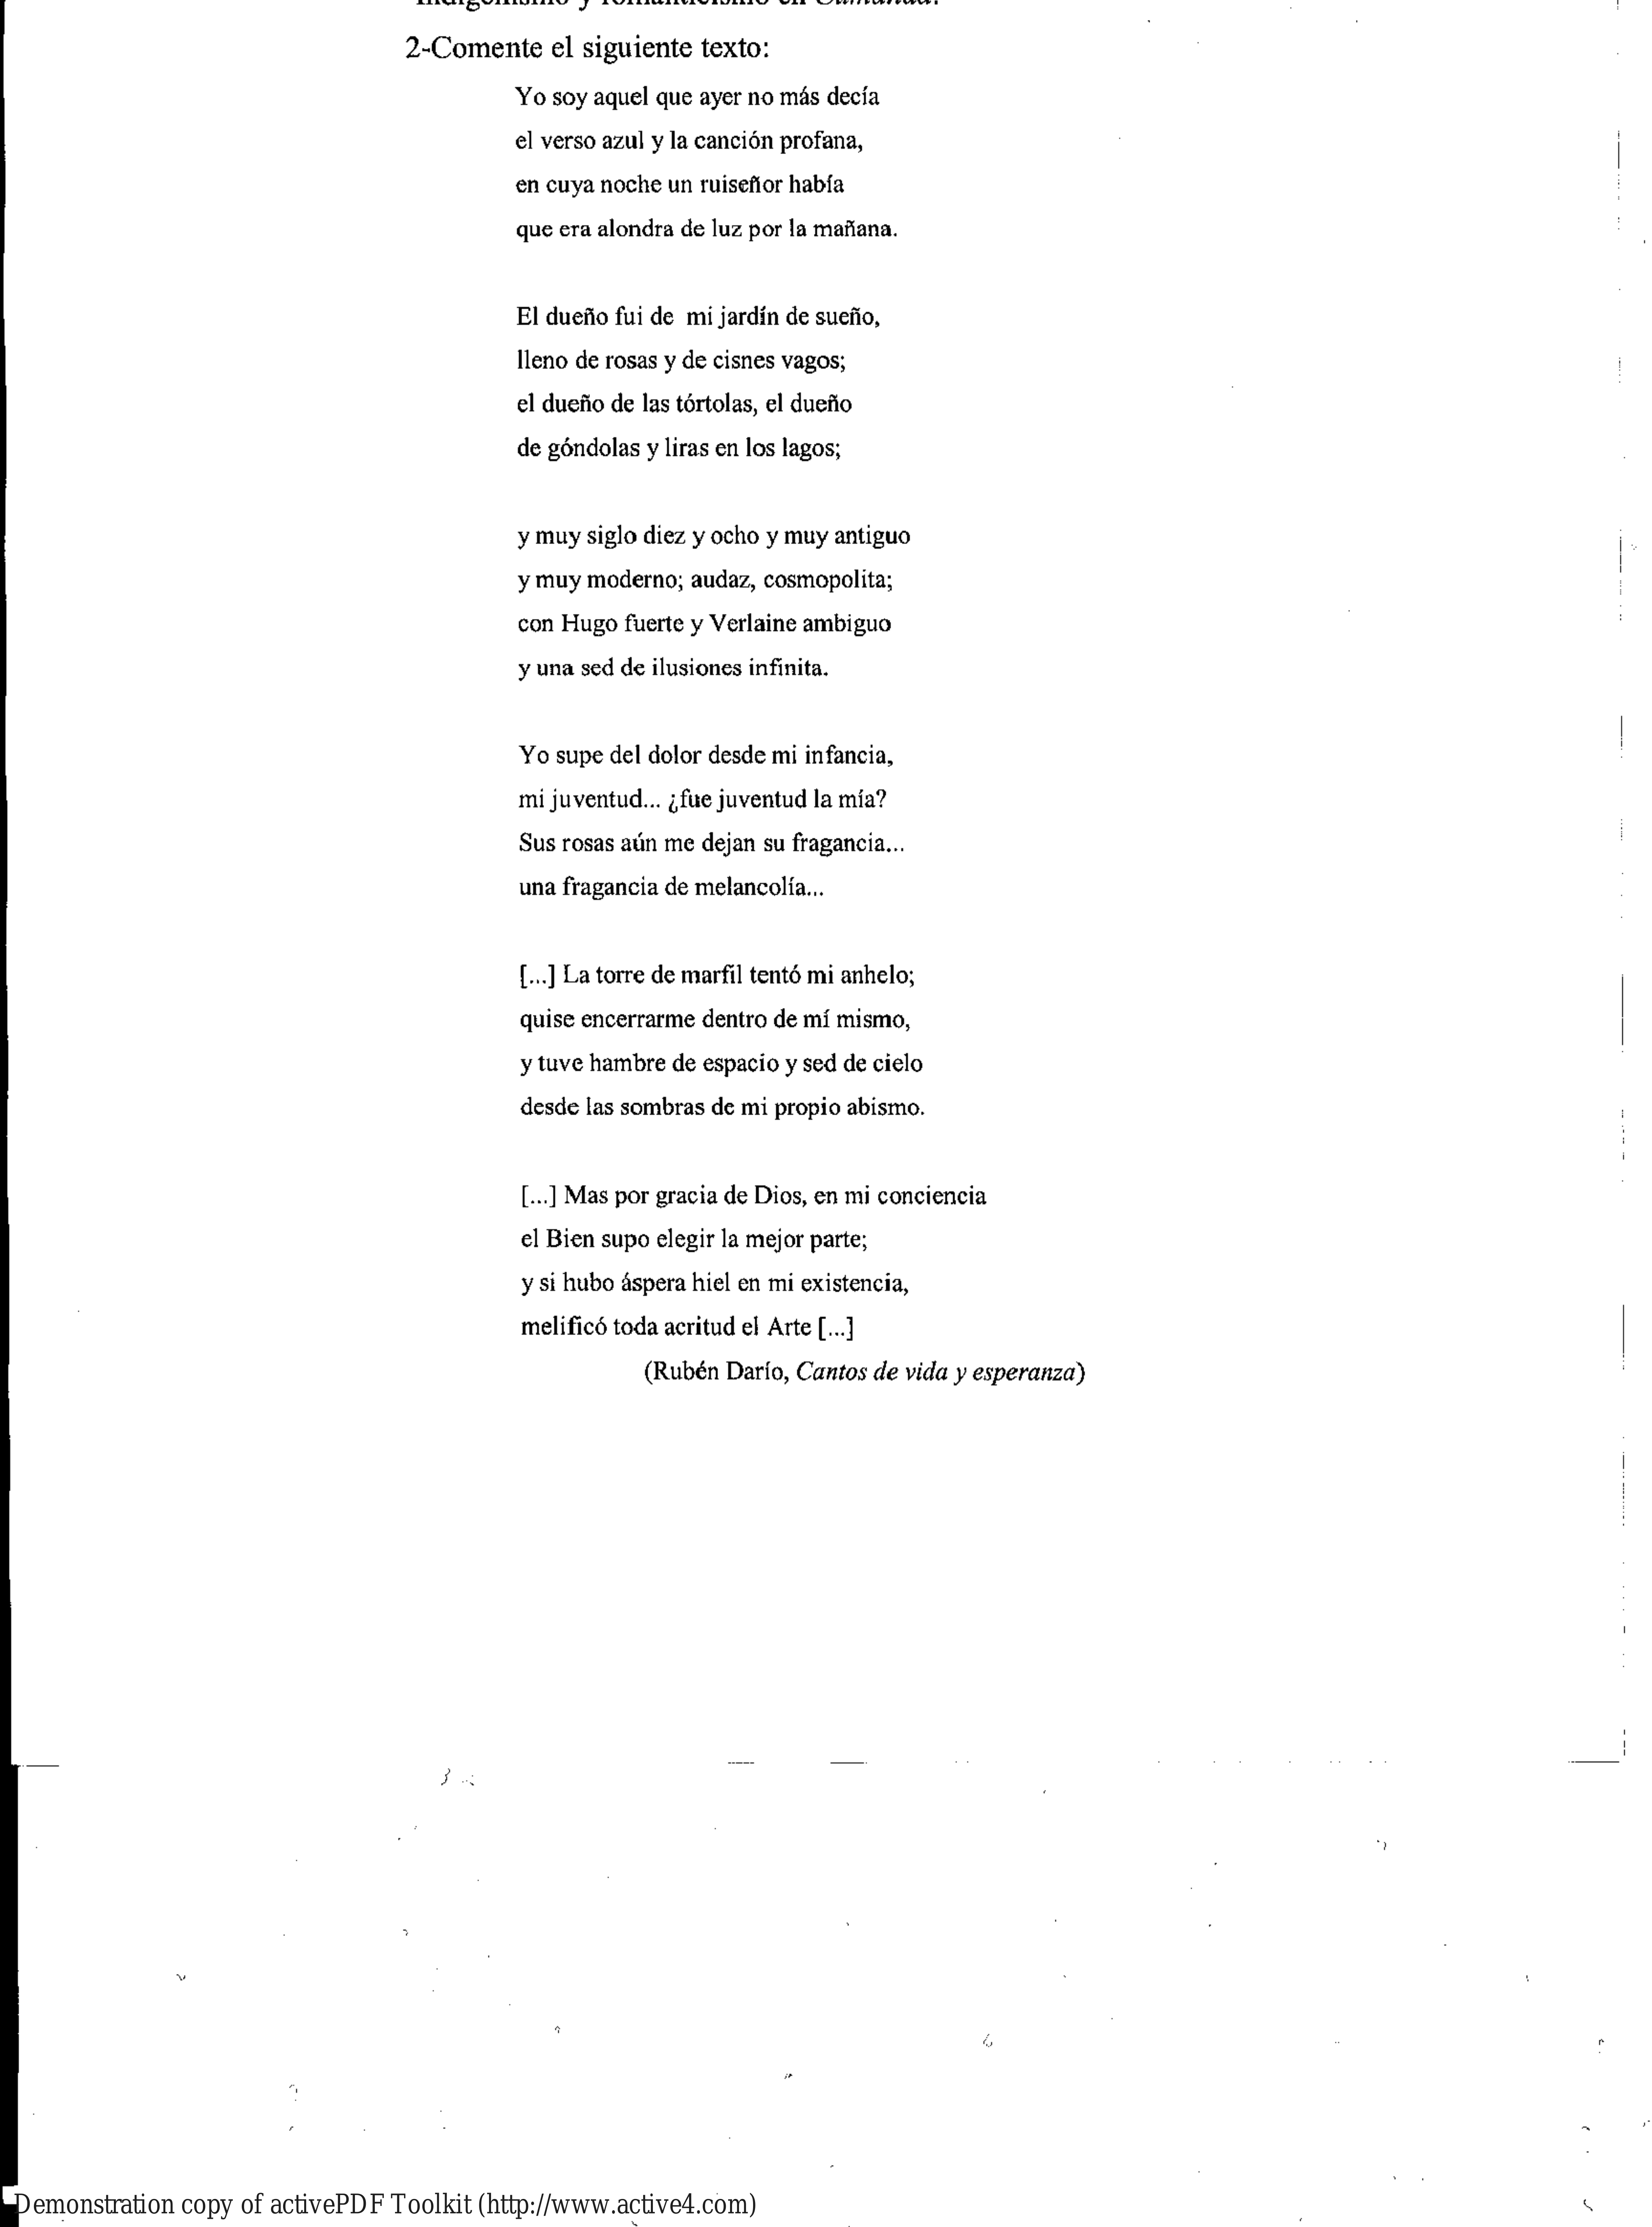 Indigenismo y romanticismo en Cumandá.
2-Comente el siguiente texto:
Yo soy aquel que ayer no más decía
el verso azul y la canción profana,
en cuya noche un ruiseñor había
que era alondra de luz por la mañana.
El dueño fui de mi jardín de sueño,
lleno de rosas y de cisnes vagos;
el dueño de las tórtolas, el dueño
de góndolas y liras en los lagos;
y muy siglo diez y ocho y muy antiguo
y muy moderno; audaz, cosmopolita;
con Hugo fuerte y Verlaine ambiguo
y una sed de ilusiones infinita.
Yo supe del dolor desde mi infancia,
mi juventud... ¿fue juventud la mía?
Sus rosas aún me dejan su fragancia...
una fragancia de melancolía...
[...] La torre de marfil tentó mi anhelo;
quise encerrarme dentro de mí mismo,
y tuve hambre de espacio y sed de cielo
desde las sombras de mi propio abismo.
[...] Mas por gracia de Dios, en mi conciencia
el Bien supo elegir la mejor parte;
y si hubo áspera hiel en mi existencia,
melificó toda acritud el Arte [...]
(Rubén Darío, Cantos de vida y esperanza)
Demonstration copy of activePDF Toolkit (http://www.active4.com)